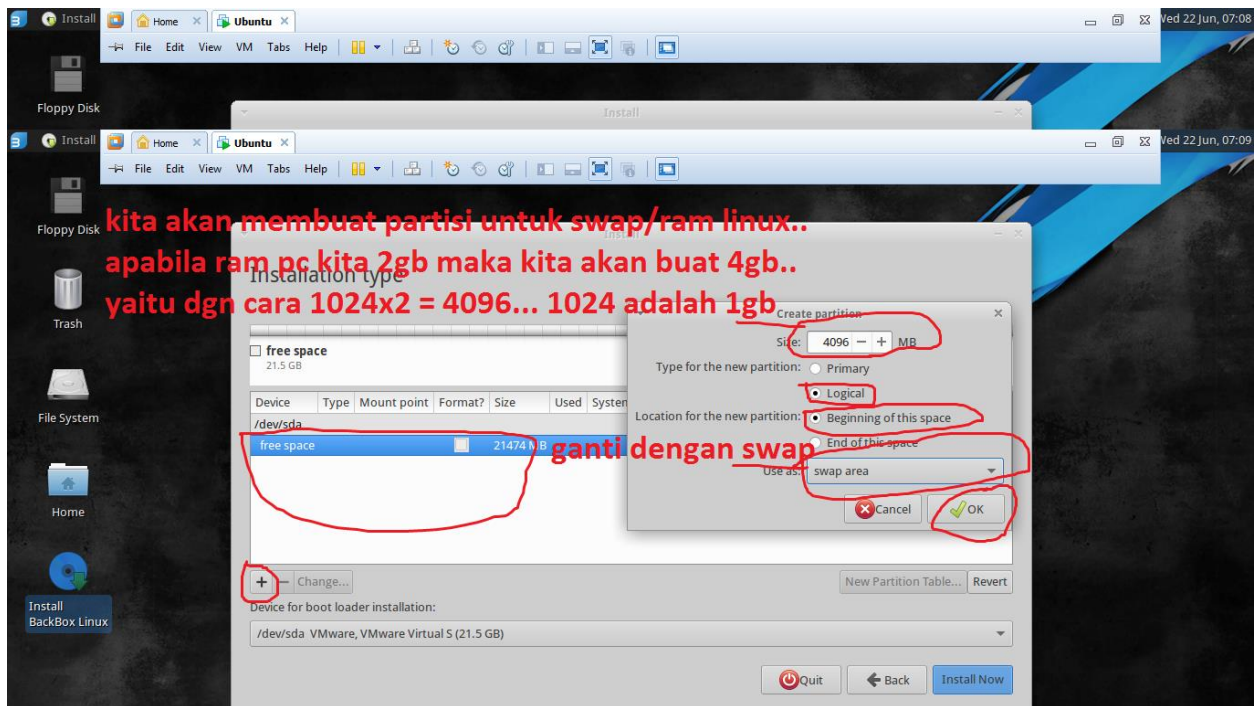 Install
Home
Ubuntu
Wed 22 Jun, 07:08
File Edit View VM Tabs Help
Floppy Disk
Install
Install
Home
Ubuntu
Wed 22 Jun, 07:09
File Edit View VM Tabs Help
Floppy Disk
kita akan membuat partisi untuk swap/ram linux..
apabila ram pc kita 2gb maka kita akan buat 4gb..
yaitu dgn cara 1024x2 = 4096... 1024 adalah 1gb
Installation type
Trash
File System
Home
Install
BackBox Linux
free space
21.5 GB
Device Type Mount point Format? Size Used System
/dev/sda
free space 21474 MB
ganti dengan swap
Create partition
Size: 4096 − + MB
Type for the new partition: Primary
Logical
Location for the new partition: Beginning of this space
End of this space
Use as: swap area
Cancel OK
+ − Change...
New Partition Table... Revert
Device for boot loader installation:
/dev/sda VMware, VMware Virtual S (21.5 GB)
Quit Back Install Now